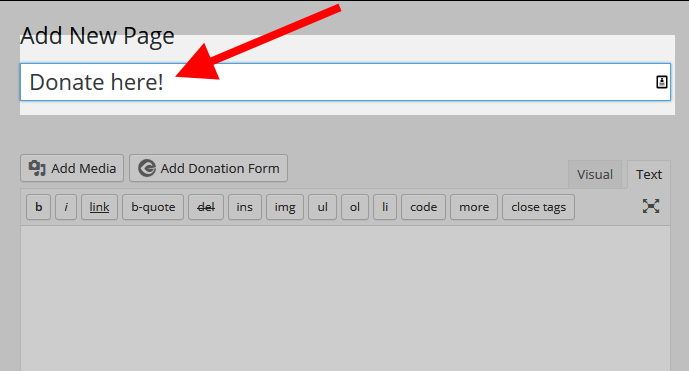 Add New Page
Donate here!
Add Media Add Donation Form Visual Text
b i link b-quote del ins img ul ol li code more close tags